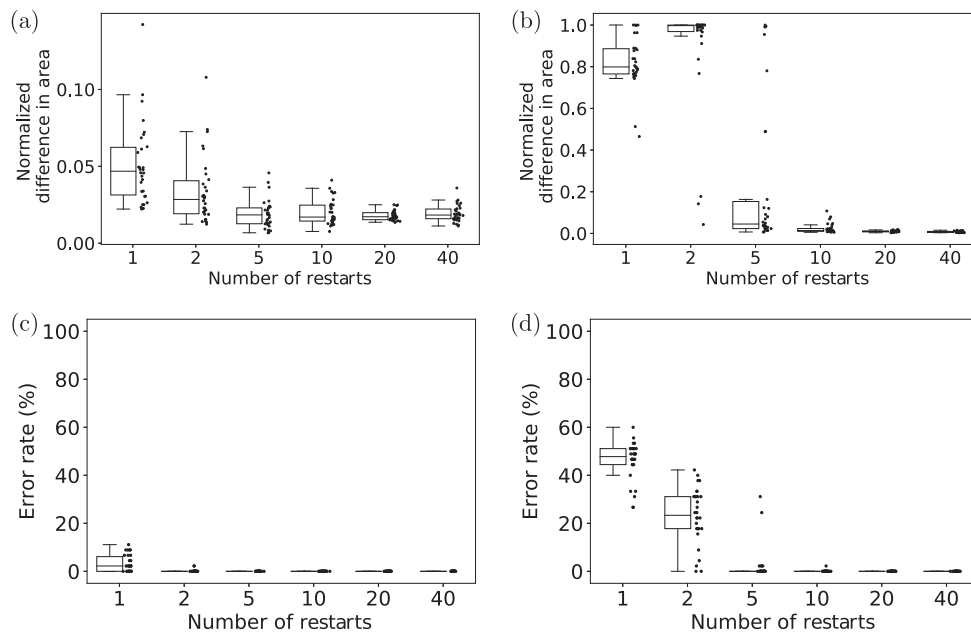 (a)
Normalized
difference in area
0.10
0.05
0.00
1 2 5 10 20 40
Number of restarts
(b)
Normalized
difference in area
1.0
0.8
0.6
0.4
0.2
0.0
1 2 5 10 20 40
Number of restarts
(c)
Error rate (%)
100
80
60
40
20
0
1 2 5 10 20 40
Number of restarts
(d)
Error rate (%)
100
80
60
40
20
0
1 2 5 10 20 40
Number of restarts